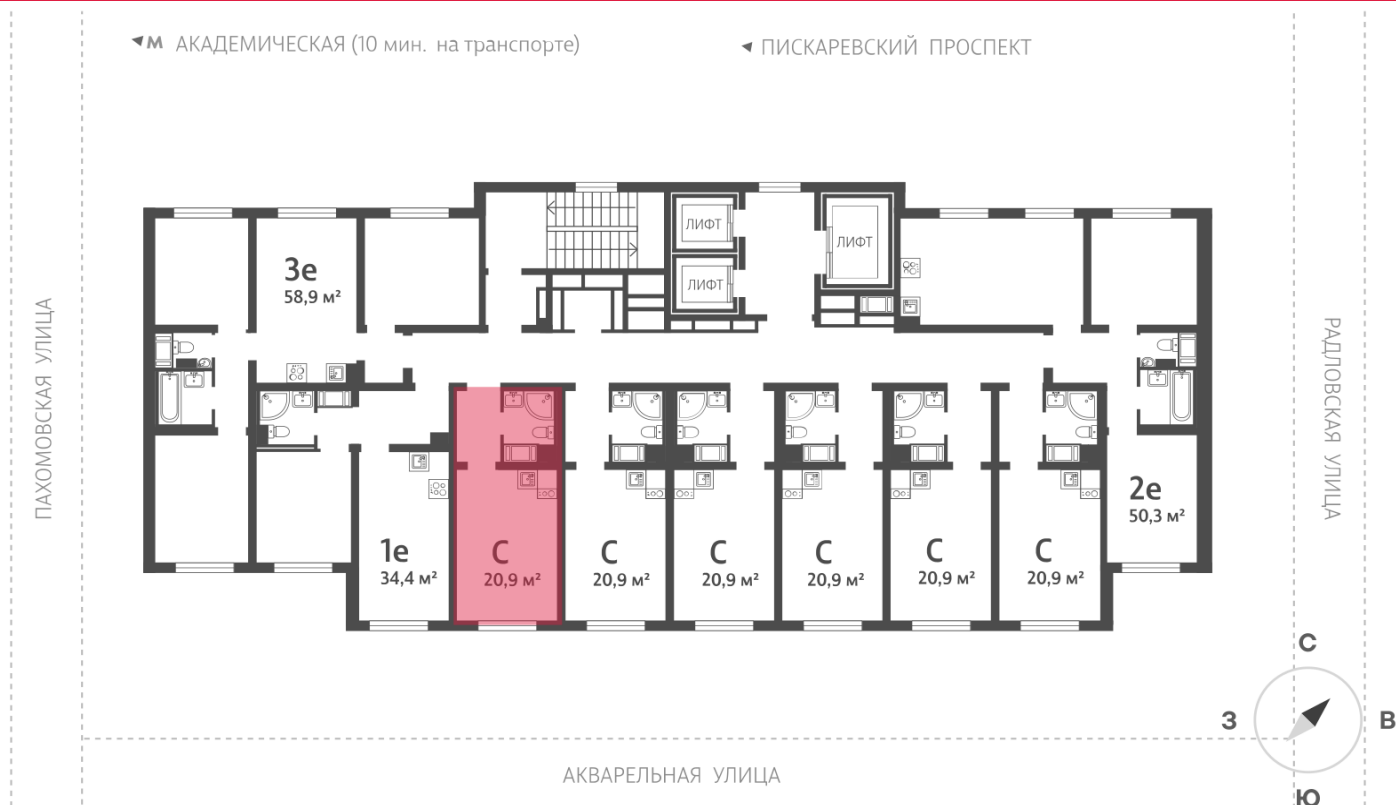 М АКАДЕМИЧЕСКАЯ (10 мин. на транспорте)
ПИСКАРЕВСКИЙ ПРОСПЕКТ
ПАХОМОВСКАЯ УЛИЦА
3е
58,9 м²
ЛИФТ
ЛИФТ
ЛИФТ
РАДЛОВСКАЯ УЛИЦА
1е
34,4 м²
С
20,9 м²
С
20,9 м²
С
20,9 м²
С
20,9 м²
С
20,9 м²
С
20,9 м²
2е
50,3 м²
С
З
В
Ю
АКВАРЕЛЬНАЯ УЛИЦА